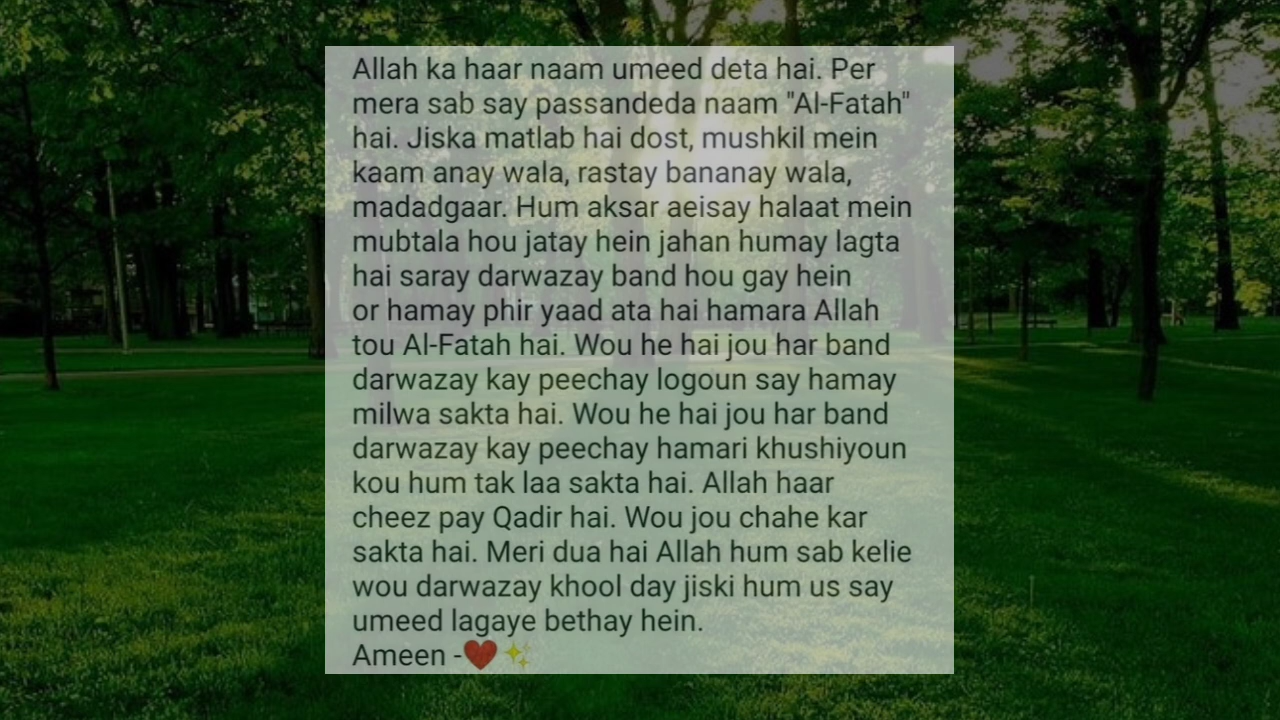 Allah ka haar naam umeed deta hai. Per
mera sab say passandeda naam "Al-Fatah"
hai. Jiska matlab hai dost, mushkil mein
kaam anay wala, rastay bananay wala,
madadgaar. Hum aksar aeisay halaat mein
mubtala hou jatay hein jahan humay lagta
hai saray darwazay band hou gay hein
or hamay phir yaad ata hai hamara Allah
tou Al-Fatah hai. Wou he hai jou har band
darwazay kay peechay logoun say hamay
milwa sakta hai. Wou he hai jou har band
darwazay kay peechay hamari khushiyoun
kou hum tak laa sakta hai. Allah haar
cheez pay Qadir hai. Wou jou chahe kar
sakta hai. Meri dua hai Allah hum sab kelie
wou darwazay khool day jiski hum us say
umeed lagaye bethay hein.
Ameen -❤️✨